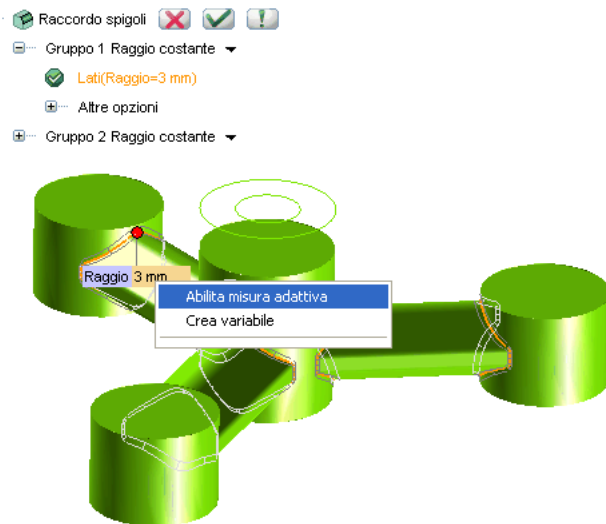 Raccordo spigoli
Gruppo 1 Raggio costante
Lati(Raggio=3 mm)
Altre opzioni
Gruppo 2 Raggio costante
Raggio 3 mm
Abilita misura adattiva
Crea variabile